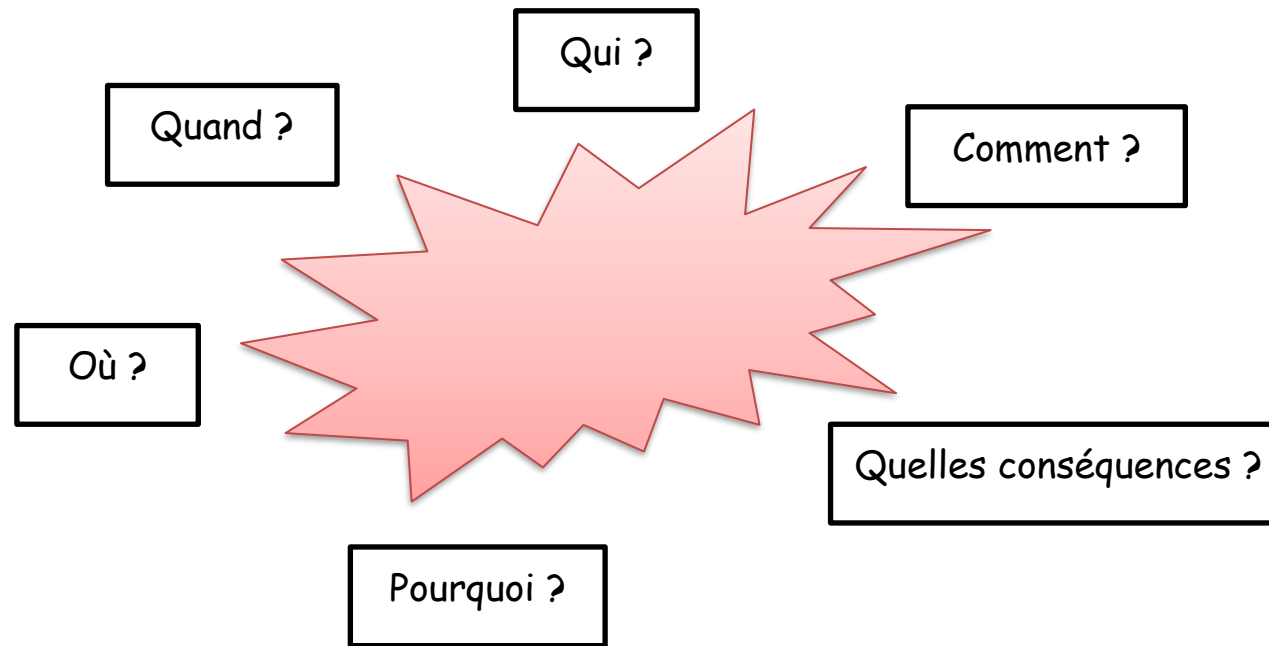 Qui ?
Quand ?
Comment ?
Où ?
Quelles conséquences ?
Pourquoi ?